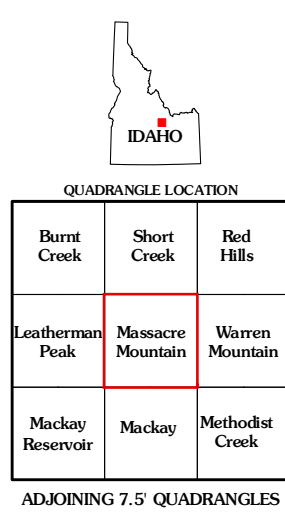 IDAHO
QUADRANGLE LOCATION
Burnt
Creek
Short
Creek
Red
Hills
Leatherman
Peak
Massacre
Mountain
Warren
Mountain
Mackay
Reservoir
Mackay
Methodist
Creek
ADJOINING 7.5' QUADRANGLES